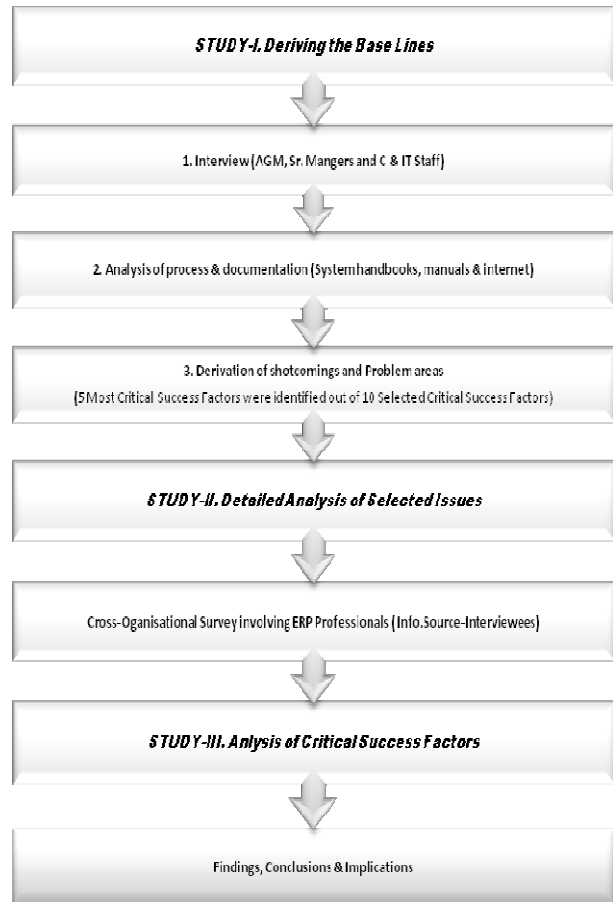 STUDY-I. Deriving the Base Lines
1. Interview (AGM, Sr. Mangers and C & IT Staff)
2. Analysis of process & documentation (System handbooks, manuals & internet)
3. Derivation of shotcomings and Problem areas
(5 Most Critical Success Factors were identified out of 10 Selected Critical Success Factors)
STUDY-II. Detailed Analysis of Selected Issues
Cross-Oganisational Survey involving ERP Professionals (Info.Source-Interviewees)
STUDY-III. Anlysis of Critical Success Factors
Findings, Conclusions & Implications